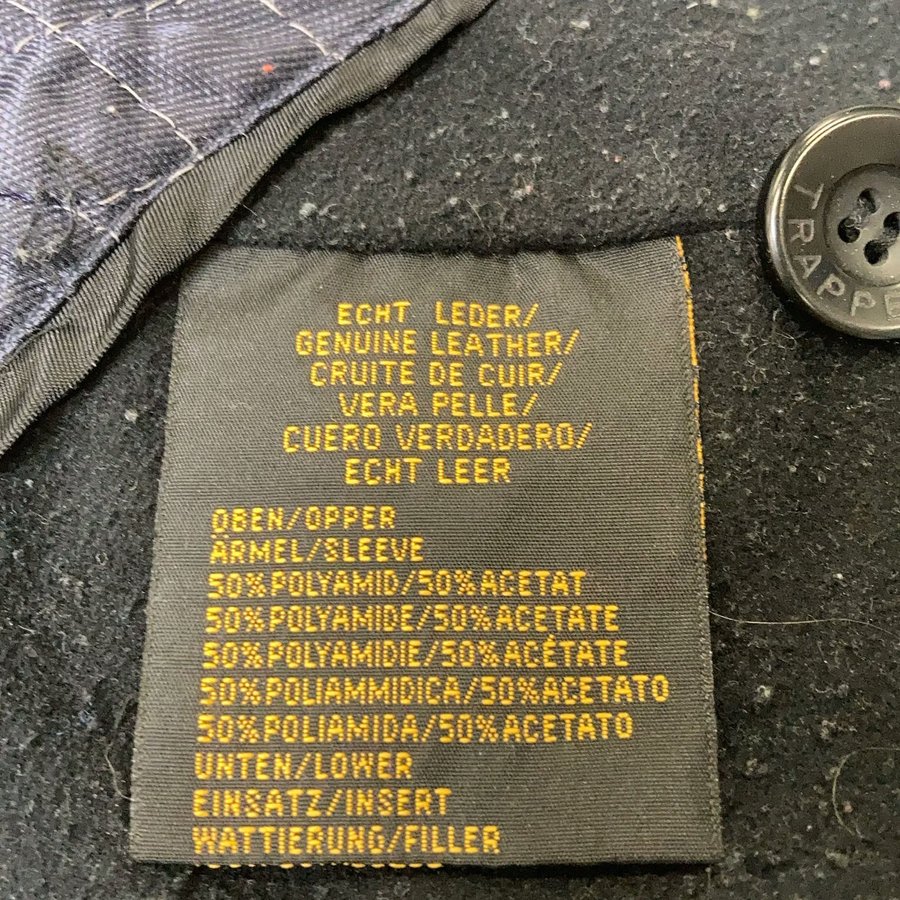 ECHT LEDER/
GENUINE LEATHER/
CRUITE DE CUIR/
VERA PELLE/
CUERO VERDADERO/
ECHT LEER
OBEN/OPPER
ÄRMEL/SLEEVE
50%POLYAMID/50%ACETAT
50%POLYAMIDE/50%ACETATE
50%POLYAMIDIE/50%ACÉTATE
50%POLIAMMIDICA/50%ACETATO
50%POLIAMIDA/50%ACETATO
UNTEN/LOWER
EINSATZ/INSERT
WATTIERUNG/FILLER
TRAPPE